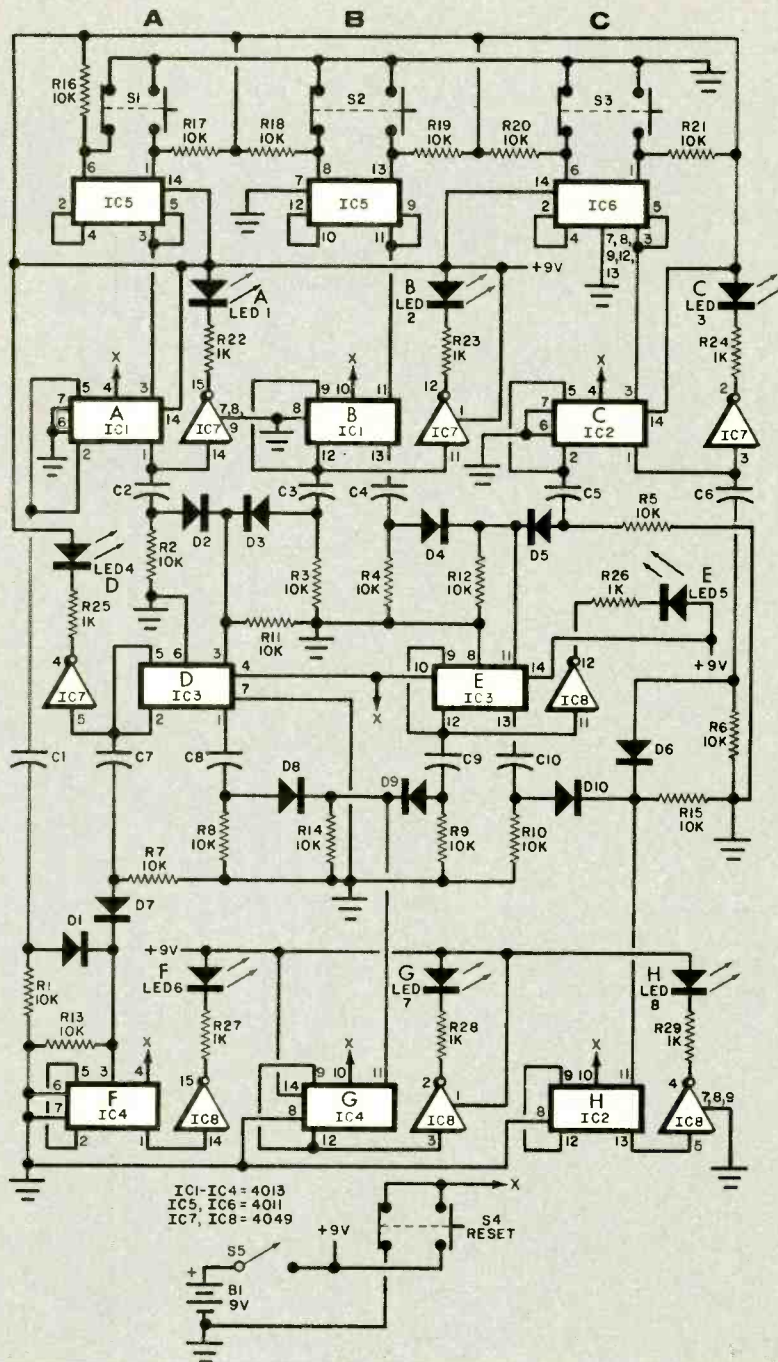 A B C
R16 10K
S1
R17 10K
R18 10K
S2
R19 10K
R20 10K
S3
R21 10K
6 1 14
IC5
2 4 3 5
8 13
7 12 10
IC5
9 11
6 1
14 2 4
IC6
5 3
7, 8, 9, 12, 13
+9V
A LED 1
R22 1K
B LED 2
R23 1K
C LED 3
R24 1K
X X X
5 4 3
7 6 2
A IC1
14 1
15
IC7
7, 8, 9
14
9 10 11
8 12 13
B IC1
12
IC7
1 11
5 4 3
7 6 2
C IC2
14 1
2
IC7
3
C2
C3
C4
C5
C6
D2
D3
D4
D5
R5 10K
LED4 D
R2 10K
R3 10K
R4 10K
R12 10K
R26 1K
E LED5
R25 1K
R11 10K
+9V
4
IC7
5
5 6 3
D IC3
4 7
2 1
X
10 9 8 11 14
E IC3
12 13
12
IC8
11
D6
R6 10K
C1
C7
C8
C9
C10
D8
D9
D10
R15 10K
R8 10K
R14 10K
R9 10K
R10 10K
R7 10K
D7
D1
+9V
R1 10K
F LED6
G LED 7
H LED 8
R13 10K
R27 1K
R28 1K
R29 1K
X X X
5 3 4
6 7 2
F IC4
1
15
IC8
14
9 10 11
14 8 12
G IC4
2
IC8
1 3
9 10 11
8 12 13
H IC2
4
IC8
7,8,9
5
IC1-IC4=4013
IC5, IC6=4011
IC7, IC8=4049
X
S4 RESET
+9V
S5
+
B1 9V